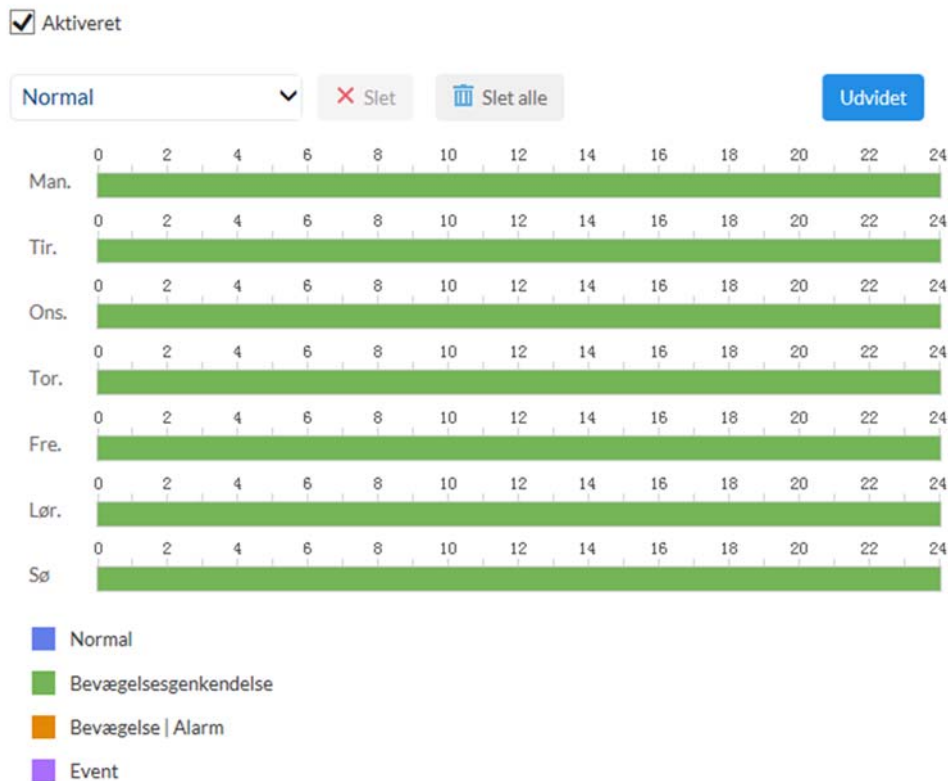 Aktiveret
Normal Slet Slet alle Udvidet
0 2 4 6 8 10 12 14 16 18 20 22 24
Man.
0 2 4 6 8 10 12 14 16 18 20 22 24
Tir.
0 2 4 6 8 10 12 14 16 18 20 22 24
Ons.
0 2 4 6 8 10 12 14 16 18 20 22 24
Tor.
0 2 4 6 8 10 12 14 16 18 20 22 24
Fre.
0 2 4 6 8 10 12 14 16 18 20 22 24
Lør.
0 2 4 6 8 10 12 14 16 18 20 22 24
Sø
Normal
Bevægelsesgenkendelse
Bevægelse | Alarm
Event